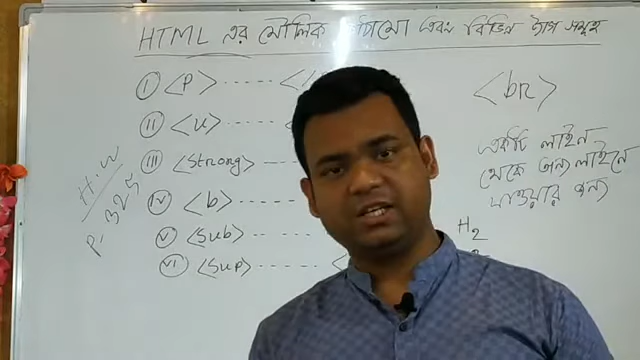 HTML এর মৌলিক কাঠামো এবং বিভিন্ন ট্যাগ সমূহ
(i) <p> ----- </
(ii) <u> ----- <
(iii) <strong> ---
(iv) <b> -----
(v) <sub> ----
(vi) <sup> ----- <
H.W
P. 325
<br>
একটি লাইন
থেকে অন্য লাইনে
যাওয়ার জন্য
H2